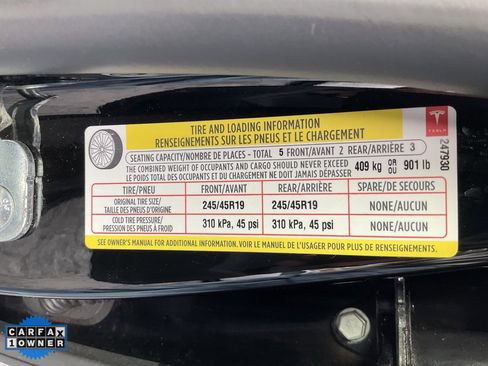 TIRE AND LOADING INFORMATION
RENSEIGNEMENTS SUR LES PNEUS ET LE CHARGEMENT
SEATING CAPACITY/NOMBRE DE PLACES - TOTAL 5 FRONT/AVANT 2 REAR/ARRIÈRE 3
THE COMBINED WEIGHT OF OCCUPANTS AND CARGO SHOULD NEVER EXCEED
LE POIDS TOTAL DES OCCUPANTS ET DU CHARGEMENT NE DOIT JAMAIS DÉPASSER
409 kg OR OU 901 lb
TIRE/PNEU FRONT/AVANT REAR/ARRIÈRE SPARE/DE SECOURS
ORIGINAL TIRE SIZE/
TAILLE DES PNEUS D'ORIGINE 245/45R19 245/45R19 NONE/AUCUN
COLD TIRE PRESSURE/
PRESSION DES PNEUS À FROID 310 kPa, 45 psi 310 kPa, 45 psi NONE/AUCUN
SEE OWNER'S MANUAL FOR ADDITIONAL INFORMATION. VOIR LE MANUEL DE L'USAGER POUR PLUS DE RENSEIGNEMENTS.
TESLA
247930
CARFAX
1 OWNER